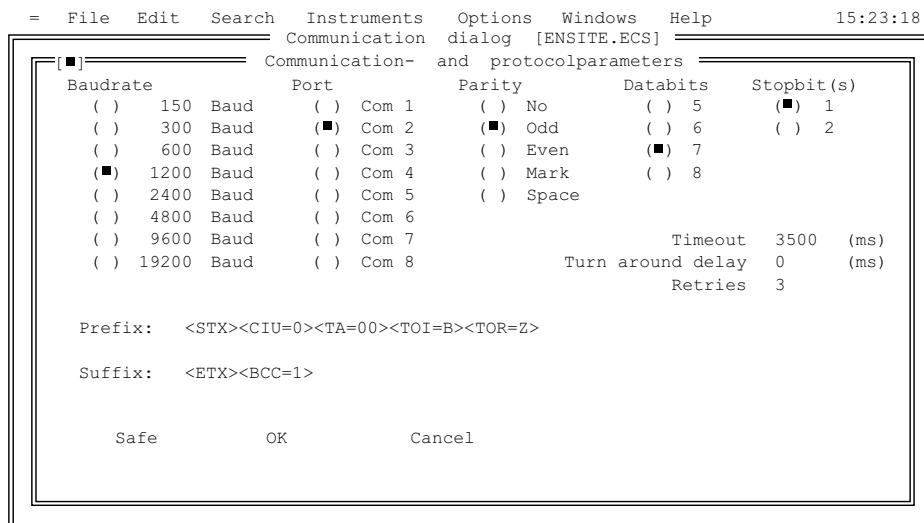 = File Edit Search Instruments Options Windows Help 15:23:18
Communication dialog [ENSITE.ECS]
[■] Communication- and protocolparameters
Baudrate Port Parity Databits Stopbit(s)
( ) 150 Baud ( ) Com 1 ( ) No ( ) 5 (■) 1
( ) 300 Baud (■) Com 2 (■) Odd ( ) 6 ( ) 2
( ) 600 Baud ( ) Com 3 ( ) Even (■) 7
(■) 1200 Baud ( ) Com 4 ( ) Mark ( ) 8
( ) 2400 Baud ( ) Com 5 ( ) Space
( ) 4800 Baud ( ) Com 6
( ) 9600 Baud ( ) Com 7 Timeout 3500 (ms)
( ) 19200 Baud ( ) Com 8 Turn around delay 0 (ms)
Retries 3
Prefix: <STX><CIU=0><TA=00><TOI=B><TOR=Z>
Suffix: <ETX><BCC=1>
Safe OK Cancel